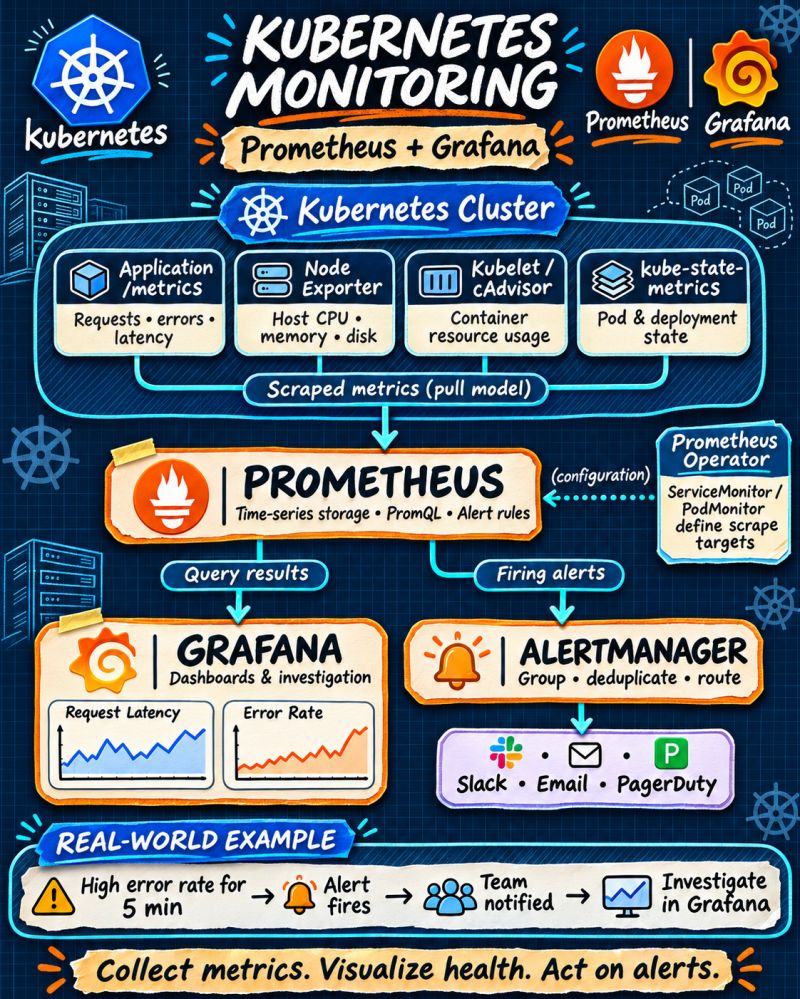 KUBERNETES
MONITORING
Prometheus + Grafana
Kubernetes
Prometheus
Grafana
Pod
Pod
Pod
Kubernetes Cluster
Application
/metrics
Requests • errors •
latency
Node
Exporter
Host CPU •
memory • disk
Kubelet /
cAdvisor
Container
resource usage
kube-state-
metrics
Pod & deployment
state
Scraped metrics (pull model)
PROMETHEUS
Time-series storage • PromQL • Alert rules
(configuration)
Prometheus
Operator
ServiceMonitor /
PodMonitor
define scrape
targets
Query results
Firing alerts
GRAFANA
Dashboards & investigation
Request Latency
Error Rate
ALERTMANAGER
Group • deduplicate • route
P
Slack • Email • PagerDuty
REAL-WORLD EXAMPLE
High error rate for
5 min
Alert
fires
Team
notified
Investigate
in Grafana
Collect metrics. Visualize health. Act on alerts.